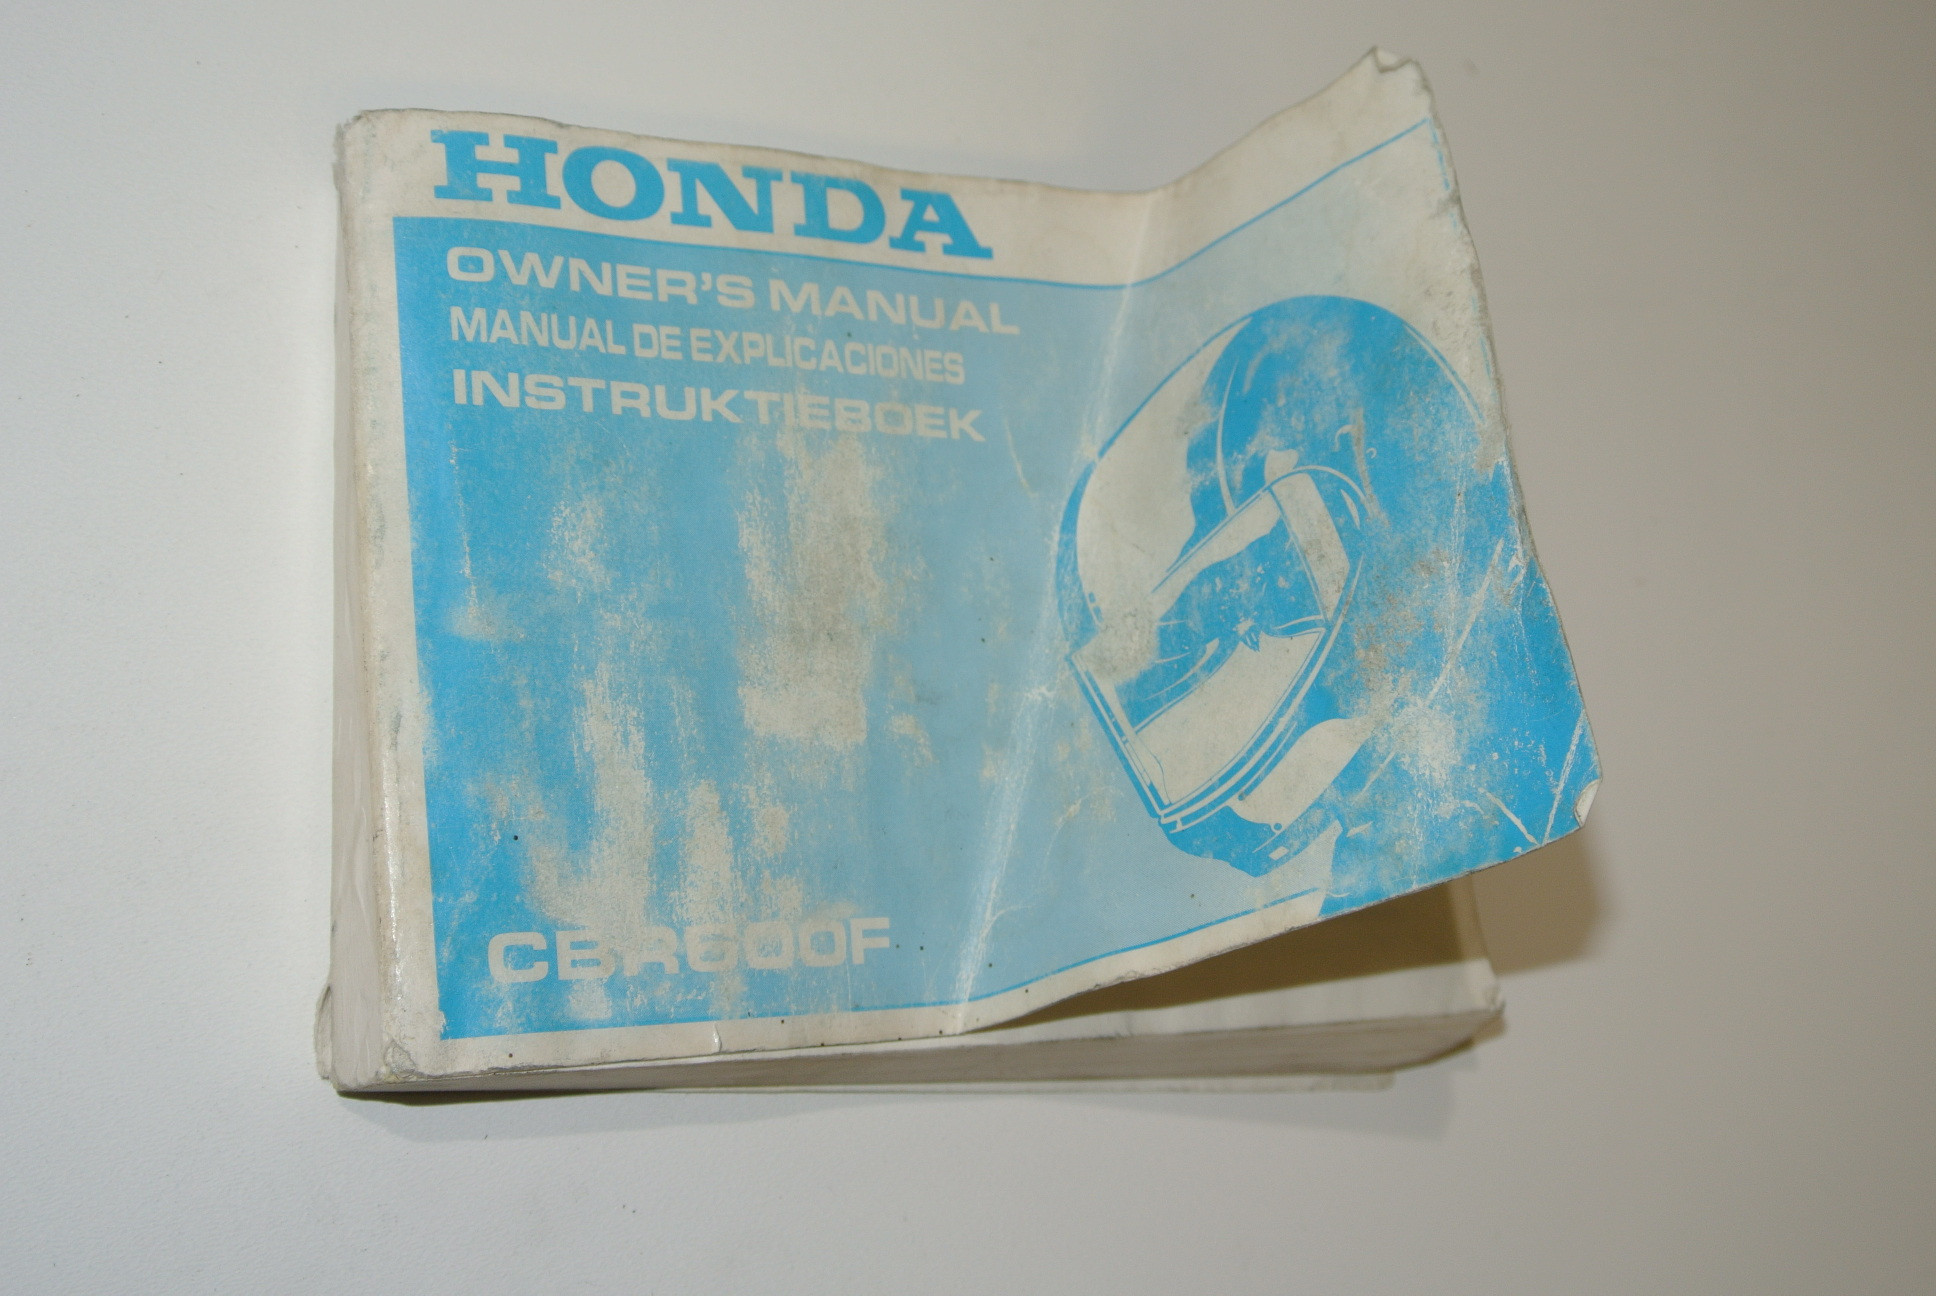 HONDA
OWNER'S MANUAL
MANUAL DE EXPLICACIONES
INSTRUKTIEBOEK
CBR600F